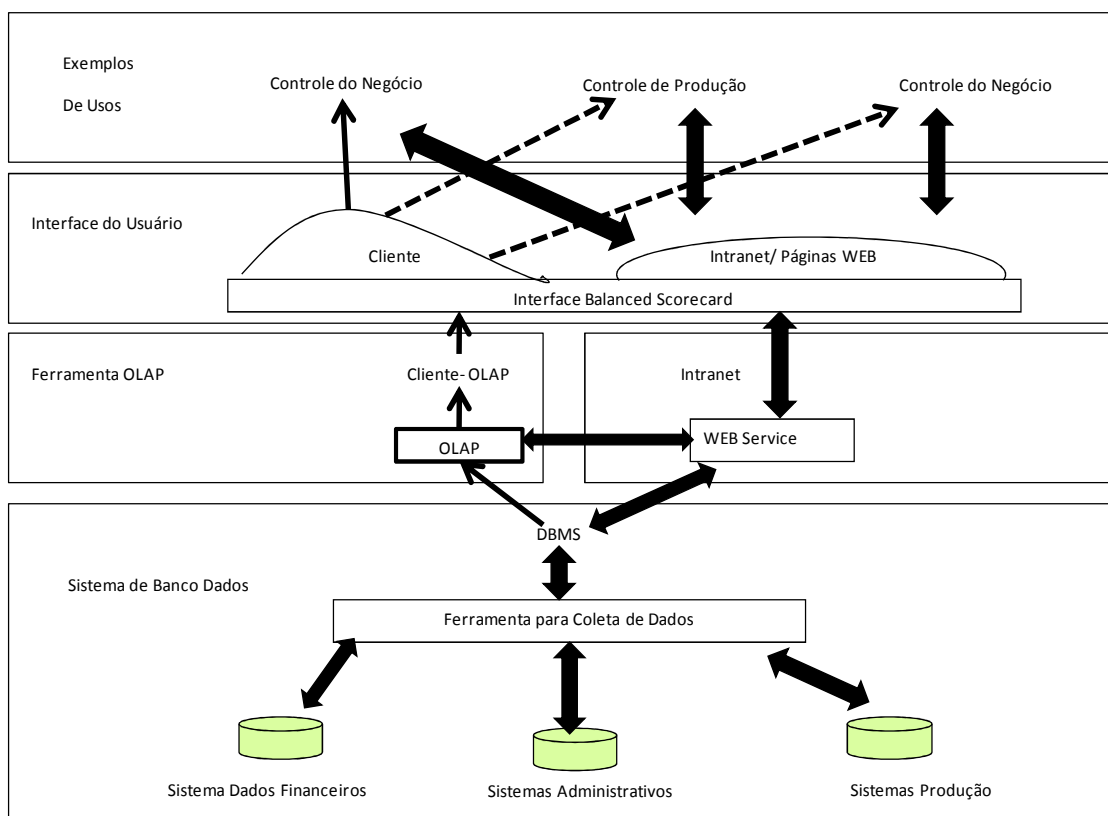 Exemplos
De Usos
Controle do Negócio
Controle de Produção
Controle do Negócio
Interface do Usuário
Cliente
Intranet/ Páginas WEB
Interface Balanced Scorecard
Ferramenta OLAP
Cliente- OLAP
Intranet
OLAP
WEB Service
DBMS
Sistema de Banco Dados
Ferramenta para Coleta de Dados
Sistema Dados Financeiros
Sistemas Administrativos
Sistemas Produção